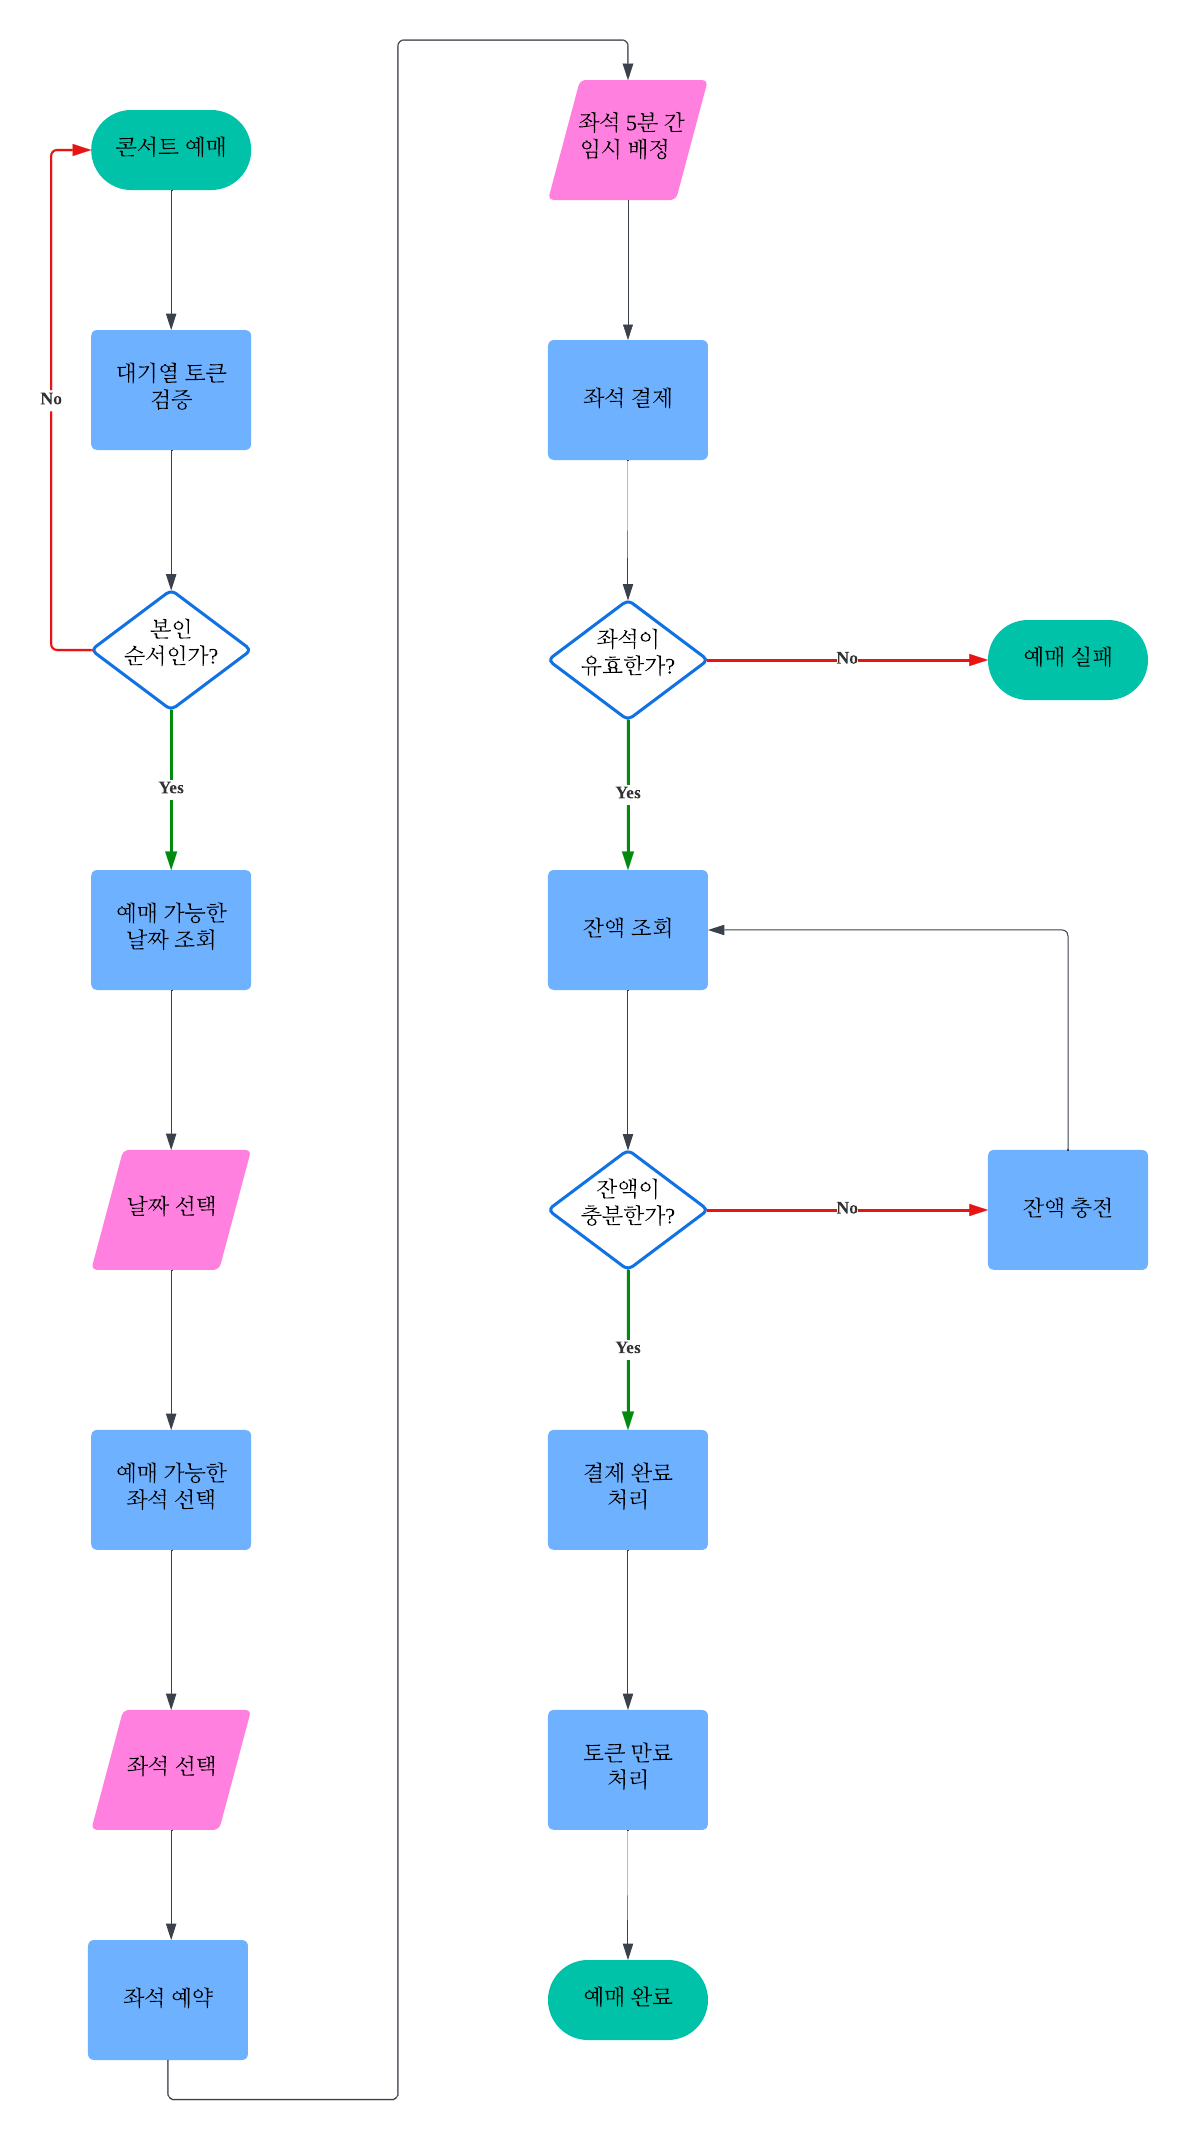 콘서트 예매
대기열 토큰
검증
No
본인
순서인가?
Yes
예매 가능한
날짜 조회
날짜 선택
예매 가능한
좌석 선택
좌석 선택
좌석 예약
좌석 5분 간
임시 배정
좌석 결제
좌석이
유효한가?
No
예매 실패
Yes
잔액 조회
잔액이
충분한가?
No
잔액 충전
Yes
결제 완료
처리
토큰 만료
처리
예매 완료